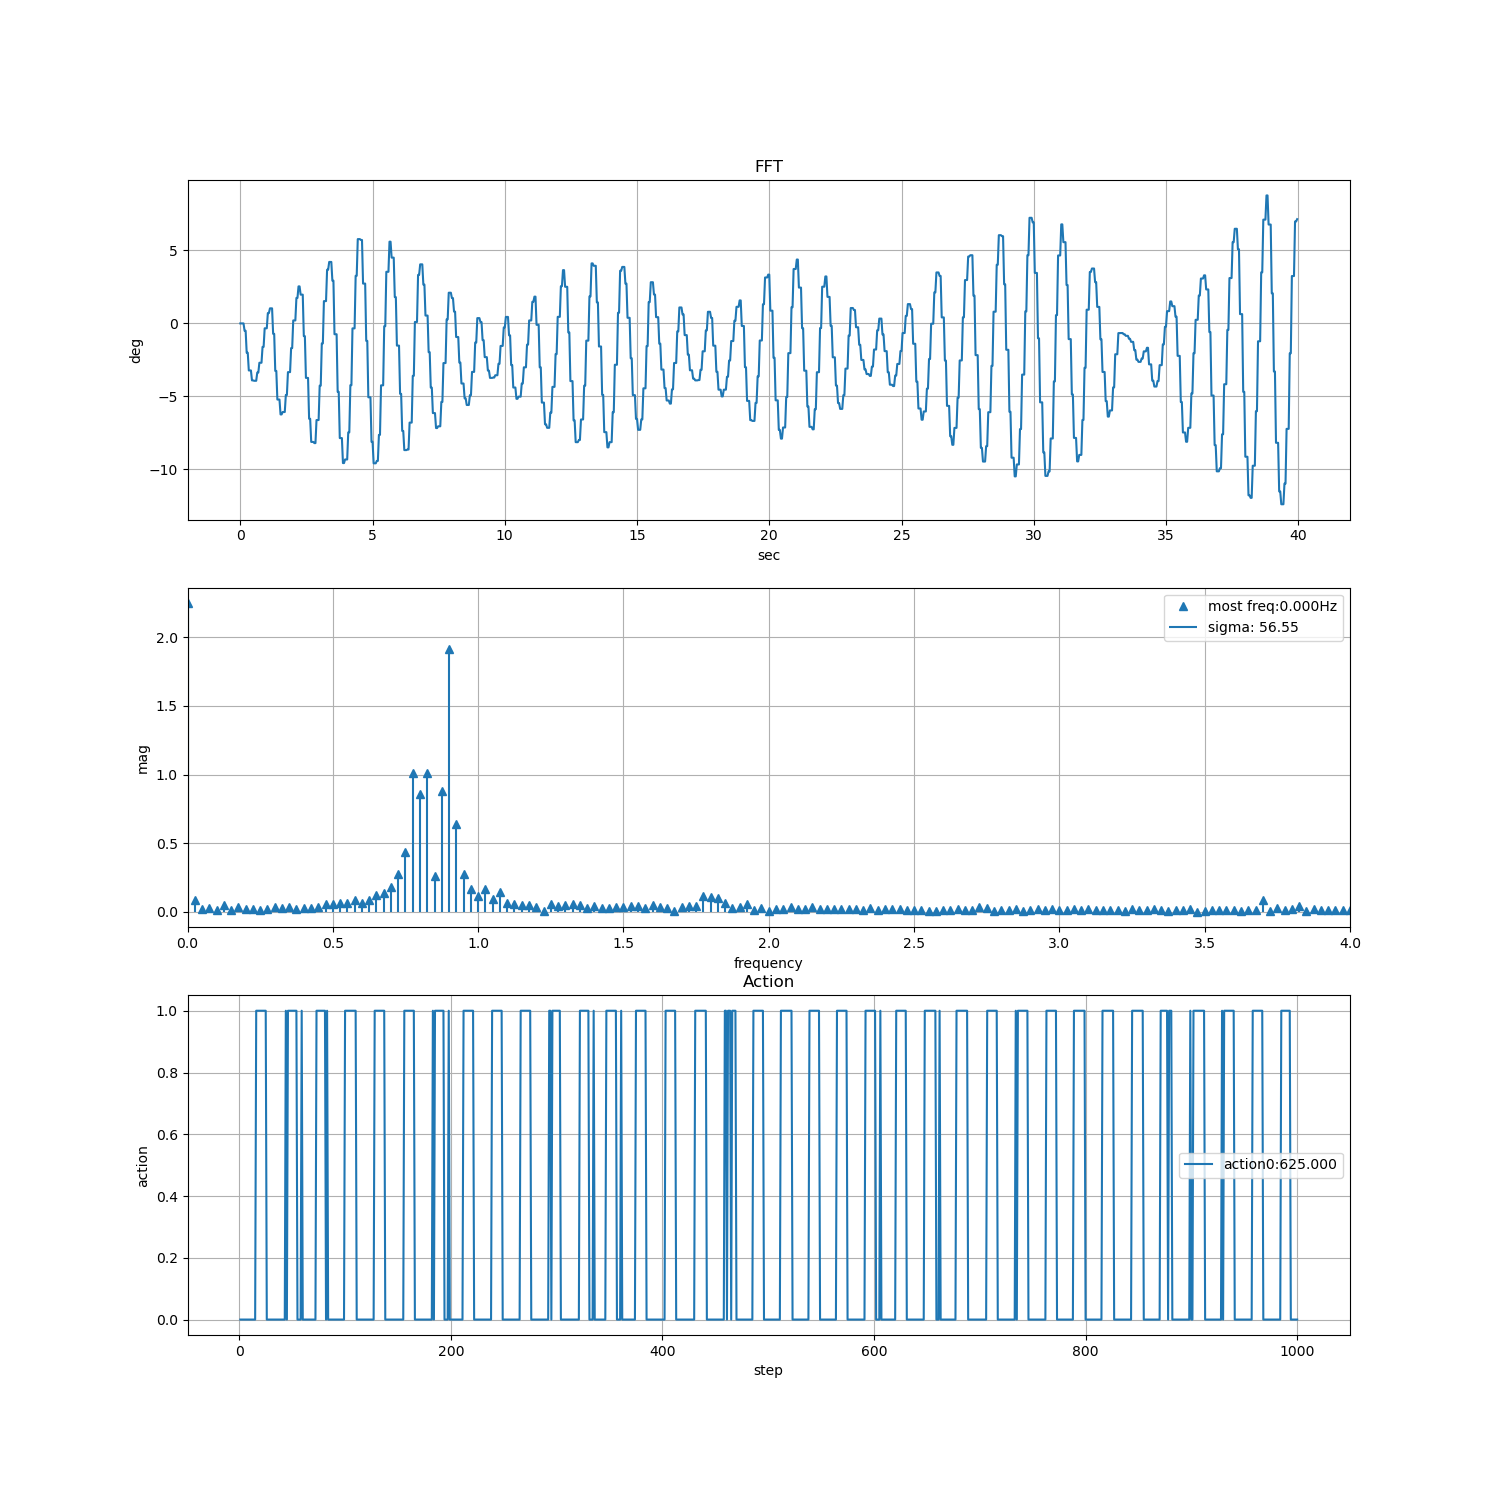 FFT
5
0
−5
−10
deg
0 5 10 15 20 25 30 35 40
sec
most freq:0.000Hz
sigma: 56.55
2.0
1.5
1.0
0.5
0.0
mag
0.0 0.5 1.0 1.5 2.0 2.5 3.0 3.5 4.0
frequency
Action
1.0
0.8
0.6
0.4
0.2
0.0
action
action0:625.000
0 200 400 600 800 1000
step